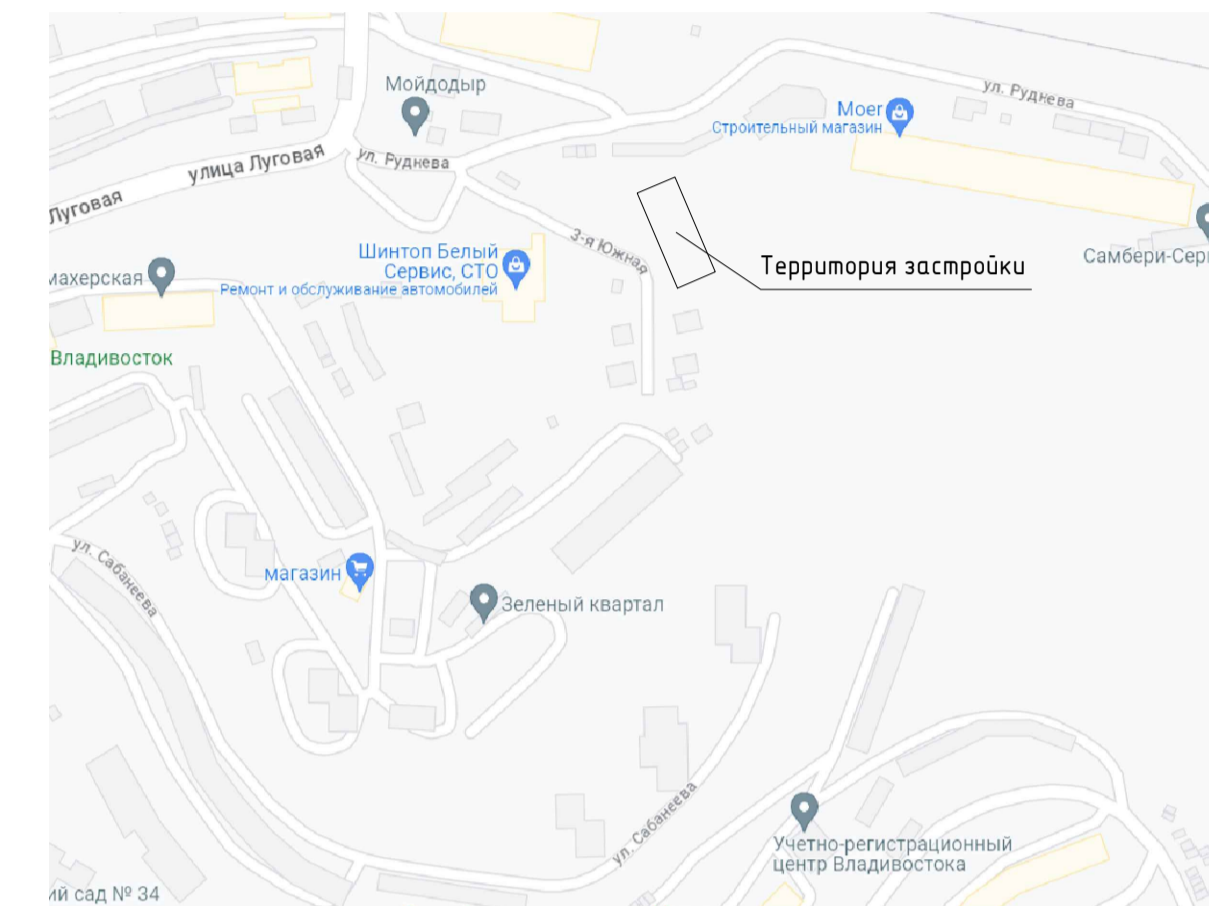 Мойдодыр
ул. Руднева
Moer
Строительный магазин
улица Луговая
ул. Руднева
Луговая
3-я Южная
Шинтоп Белый
Сервис, СТО
Ремонт и обслуживание автомобилей
Территория застройки
Самбери-Сер
махерская
Владивосток
магазин
ул. Сабанеева
Зеленый квартал
ул. Сабанеева
Учетно-регистрационный
центр Владивостока
ий сад № 34